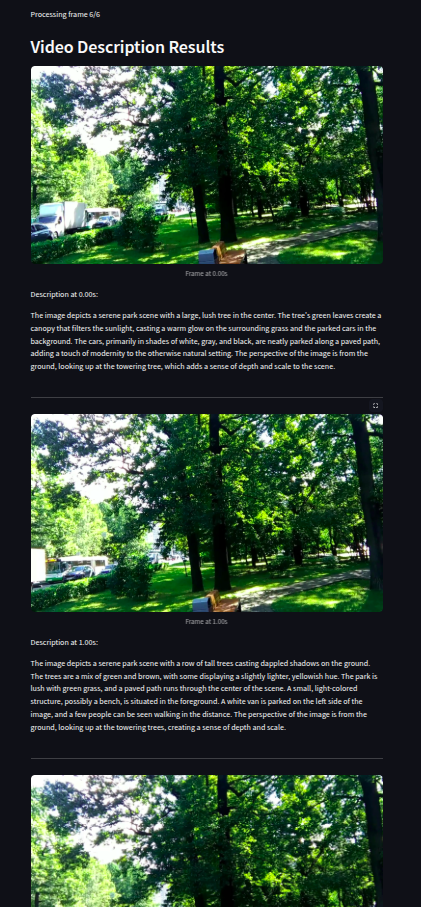 Processing frame 6/6
Video Description Results
Frame at 0.00s
Description at 0.00s:
The image depicts a serene park scene with a large, lush tree in the center. The tree's green leaves create a
canopy that filters the sunlight, casting a warm glow on the surrounding grass and the parked cars in the
background. The cars, primarily in shades of white, gray, and black, are neatly parked along a paved path,
adding a touch of modernity to the otherwise natural setting. The perspective of the image is from the
ground, looking up at the towering tree, which adds a sense of depth and scale to the scene.
Frame at 1.00s
Description at 1.00s:
The image depicts a serene park scene with a row of tall trees casting dappled shadows on the ground.
The trees are a mix of green and brown, with some displaying a slightly lighter, yellowish hue. The park is
lush with green grass, and a paved path runs through the center of the scene. A small, light-colored
structure, possibly a bench, is situated in the foreground. A white van is parked on the left side of the
image, and a few people can be seen walking in the distance. The perspective of the image is from the
ground, looking up at the towering trees, creating a sense of depth and scale.